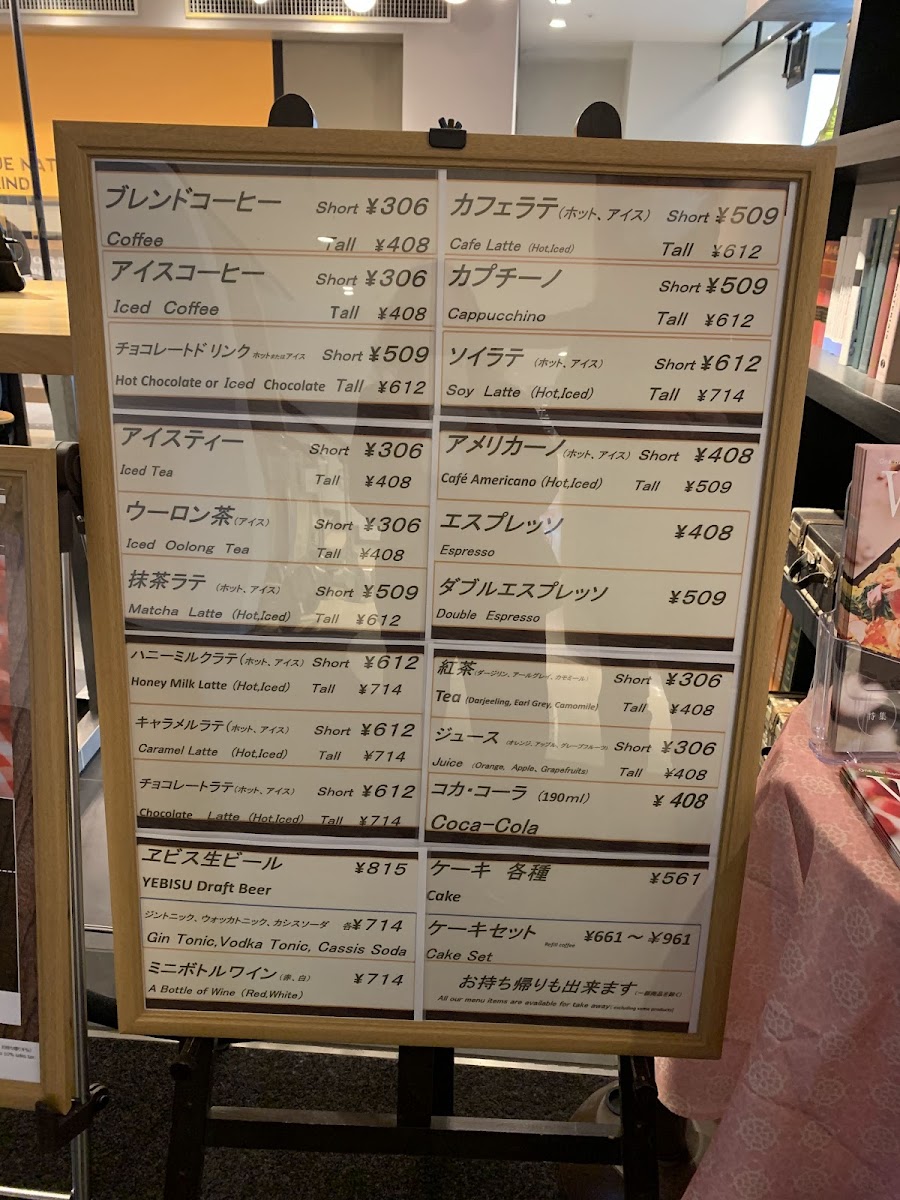 ブレンドコーヒー Short ¥306
Coffee Tall ¥408
アイスコーヒー Short ¥306
Iced Coffee Tall ¥408
チョコレートドリンク ホットまたはアイス Short ¥509
Hot Chocolate or Iced Chocolate Tall ¥612
アイスティー Short ¥306
Iced Tea Tall ¥408
ウーロン茶(アイス) Short ¥306
Iced Oolong Tea Tall ¥408
抹茶ラテ (ホット、アイス) Short ¥509
Matcha Latte (Hot,Iced) Tall ¥612
ハニーミルクラテ(ホット、アイス) Short ¥612
Honey Milk Latte (Hot,Iced) Tall ¥714
キャラメルラテ(ホット、アイス) Short ¥612
Caramel Latte (Hot,Iced) Tall ¥714
チョコレートラテ(ホット、アイス) Short ¥612
Chocolate Latte (Hot,Iced) Tall ¥714
ヱビス生ビール ¥815
YEBISU Draft Beer
ジントニック、ウォッカトニック、カシスソーダ 各¥714
Gin Tonic,Vodka Tonic, Cassis Soda
ミニボトルワイン(赤、白) ¥714
A Bottle of Wine (Red,White)
カフェラテ(ホット、アイス) Short ¥509
Cafe Latte (Hot,Iced) Tall ¥612
カプチーノ Short ¥509
Cappucchino Tall ¥612
ソイラテ (ホット、アイス) Short ¥612
Soy Latte (Hot,Iced) Tall ¥714
アメリカーノ(ホット、アイス) Short ¥408
Café Americano (Hot,Iced) Tall ¥509
エスプレッソ ¥408
Espresso
ダブルエスプレッソ ¥509
Double Espresso
紅茶(ダージリン、アールグレイ、カモミール) Short ¥306
Tea (Darjeeling, Earl Grey, Camomile) Tall ¥408
ジュース (オレンジ、アップル、グレープフルーツ) Short ¥306
Juice (Orange, Apple, Grapefruits) Tall ¥408
コカ・コーラ (190ml) ¥408
Coca-Cola
ケーキ 各種 ¥561
Cake
ケーキセット Refill coffee ¥661～¥961
Cake Set
お持ち帰りも出来ます(一部商品を除く)
All our menu items are available for take away
特集